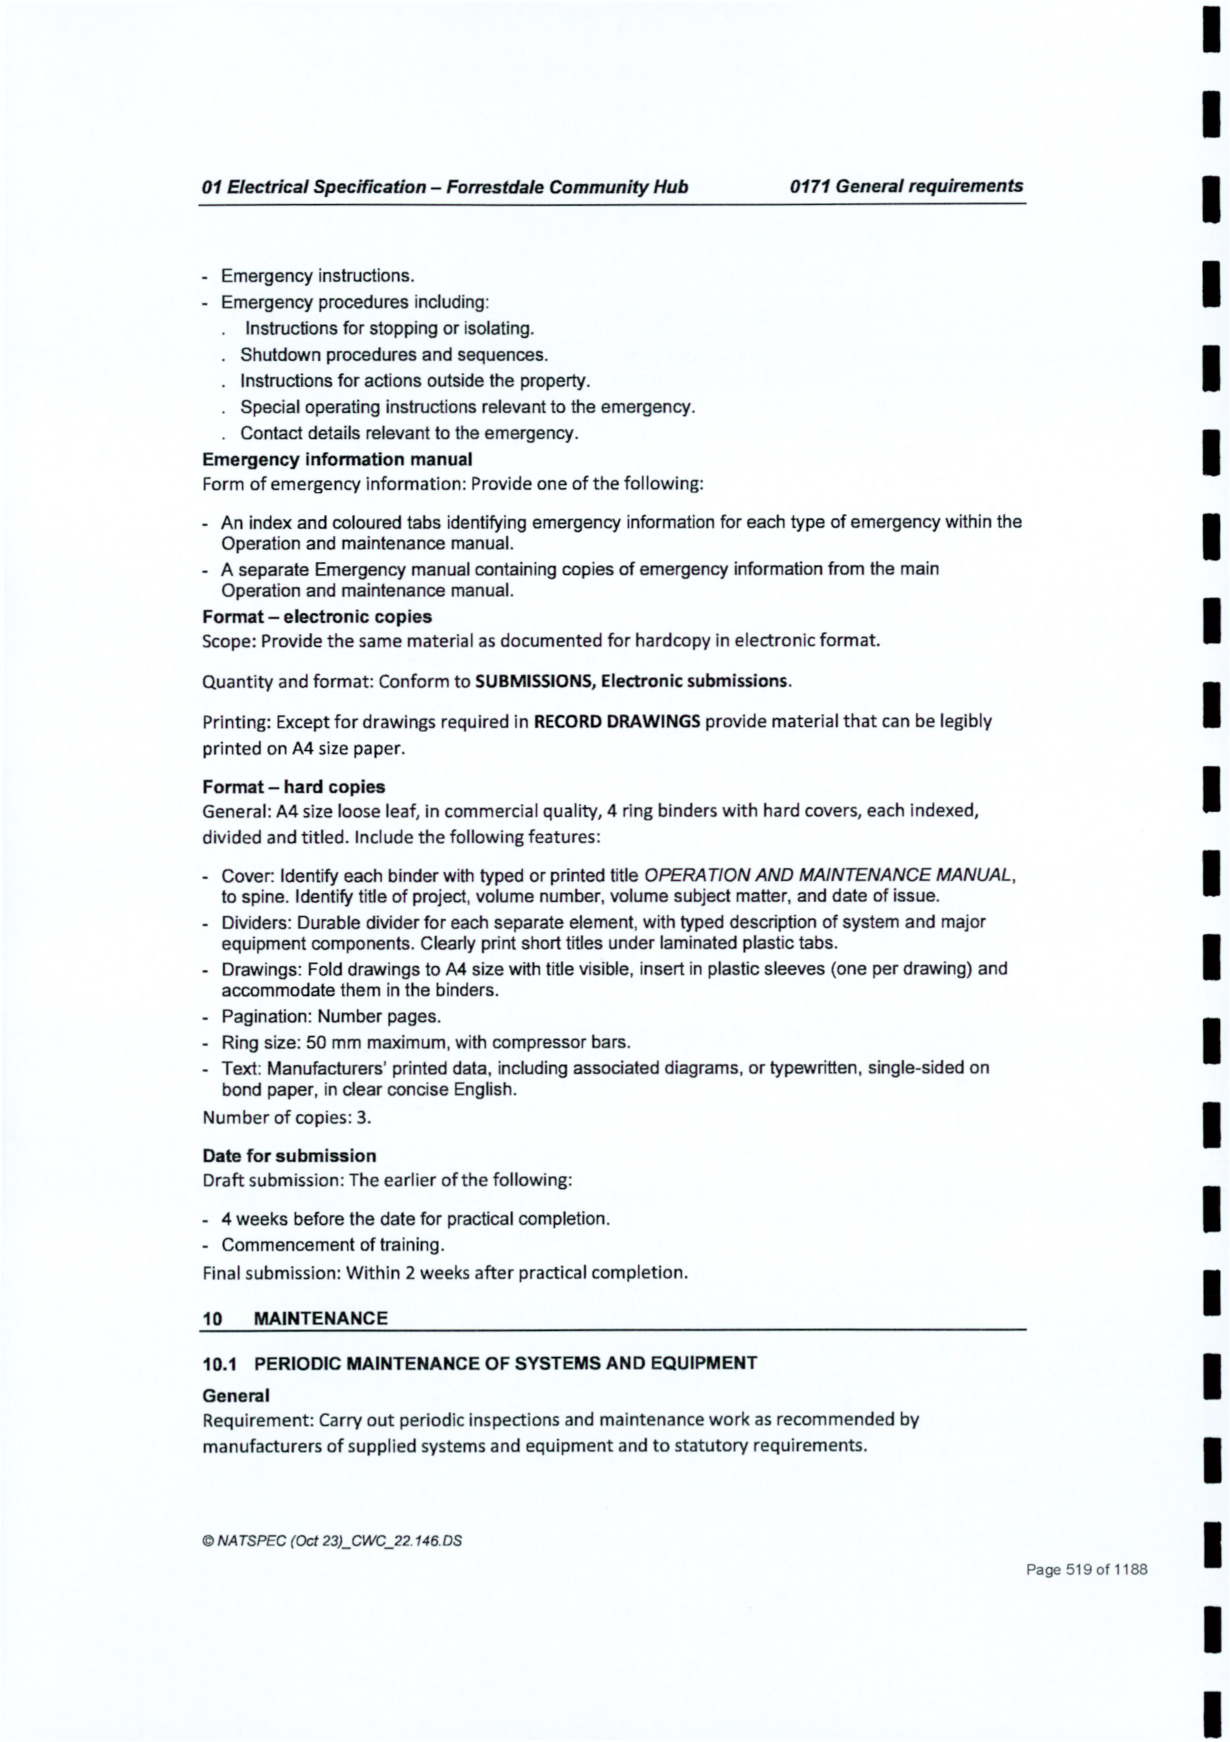 01 Electrical Specification – Forrestdale Community Hub 0171 General requirements
- Emergency instructions.
- Emergency procedures including:
. Instructions for stopping or isolating.
. Shutdown procedures and sequences.
. Instructions for actions outside the property.
. Special operating instructions relevant to the emergency.
. Contact details relevant to the emergency.
Emergency information manual
Form of emergency information: Provide one of the following:
- An index and coloured tabs identifying emergency information for each type of emergency within the
Operation and maintenance manual.
- A separate Emergency manual containing copies of emergency information from the main
Operation and maintenance manual.
Format – electronic copies
Scope: Provide the same material as documented for hardcopy in electronic format.
Quantity and format: Conform to SUBMISSIONS, Electronic submissions.
Printing: Except for drawings required in RECORD DRAWINGS provide material that can be legibly
printed on A4 size paper.
Format – hard copies
General: A4 size loose leaf, in commercial quality, 4 ring binders with hard covers, each indexed,
divided and titled. Include the following features:
- Cover: Identify each binder with typed or printed title OPERATION AND MAINTENANCE MANUAL,
to spine. Identify title of project, volume number, volume subject matter, and date of issue.
- Dividers: Durable divider for each separate element, with typed description of system and major
equipment components. Clearly print short titles under laminated plastic tabs.
- Drawings: Fold drawings to A4 size with title visible, insert in plastic sleeves (one per drawing) and
accommodate them in the binders.
- Pagination: Number pages.
- Ring size: 50 mm maximum, with compressor bars.
- Text: Manufacturers' printed data, including associated diagrams, or typewritten, single-sided on
bond paper, in clear concise English.
Number of copies: 3.
Date for submission
Draft submission: The earlier of the following:
- 4 weeks before the date for practical completion.
- Commencement of training.
Final submission: Within 2 weeks after practical completion.
10 MAINTENANCE
10.1 PERIODIC MAINTENANCE OF SYSTEMS AND EQUIPMENT
General
Requirement: Carry out periodic inspections and maintenance work as recommended by
manufacturers of supplied systems and equipment and to statutory requirements.
© NATSPEC (Oct 23)_CWC_22.146.DS
Page 519 of 1188